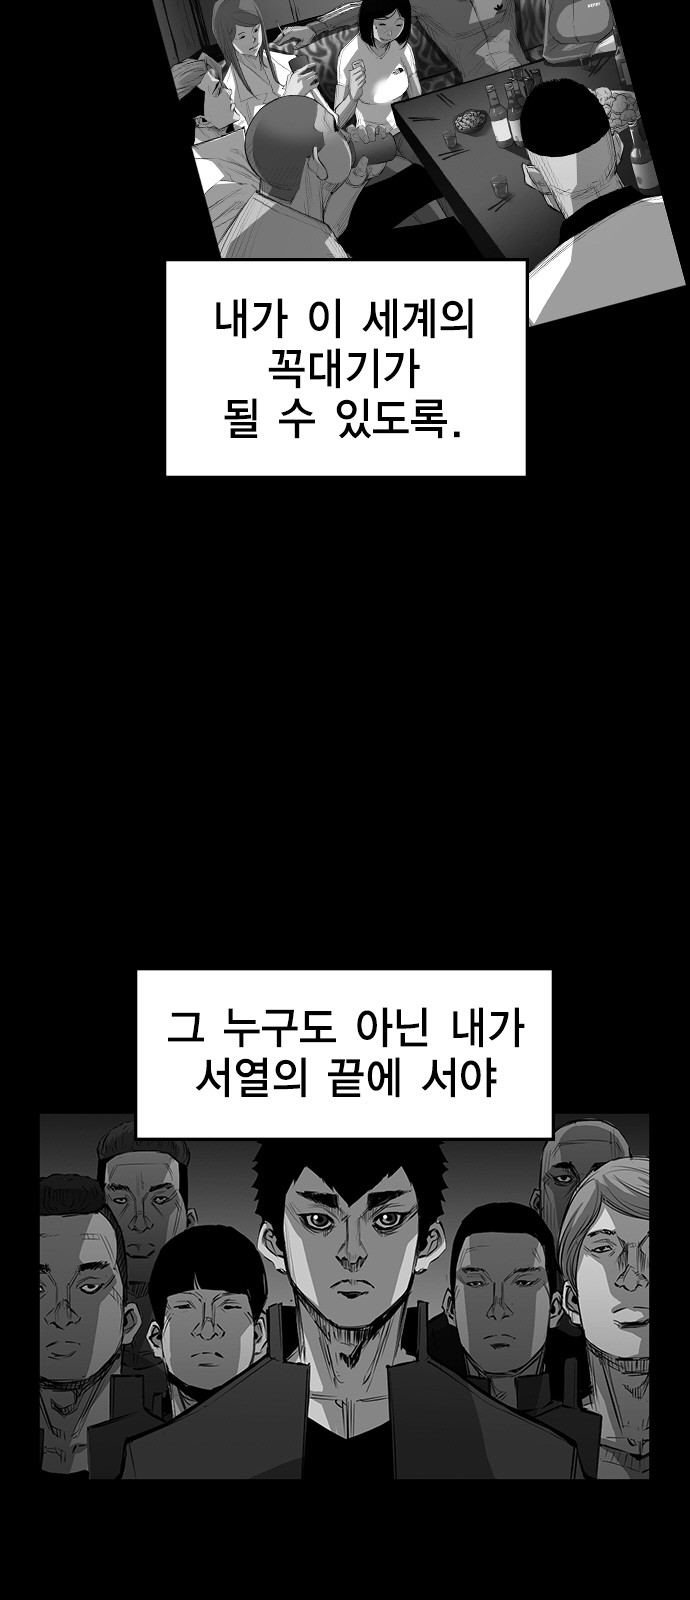 내가 이 세계의
꼭대기가
될 수 있도록.
그 누구도 아닌 내가
서열의 끝에 서야